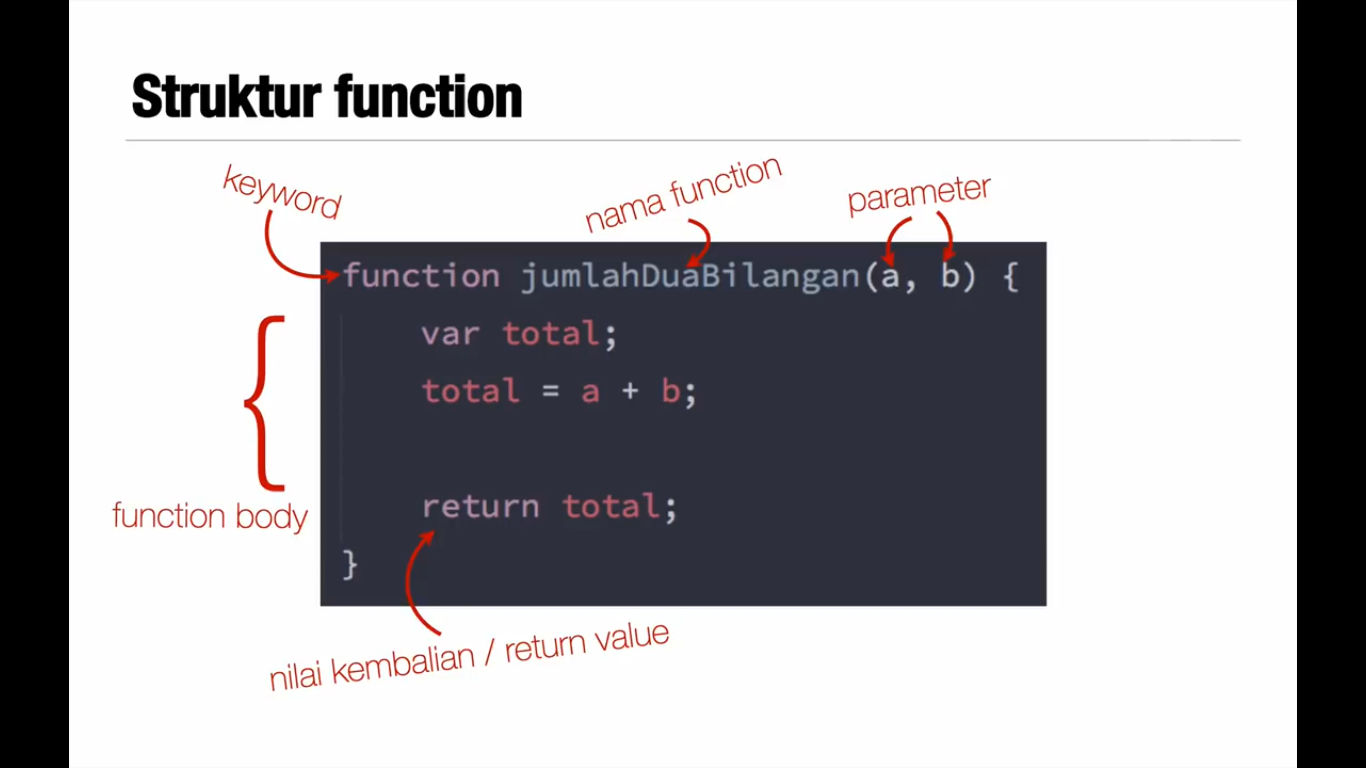 Struktur function
keyword
nama function
parameter
function jumlahDuaBilangan(a, b) {
var total;
total = a + b;
return total;
}
function body
nilai kembalian / return value